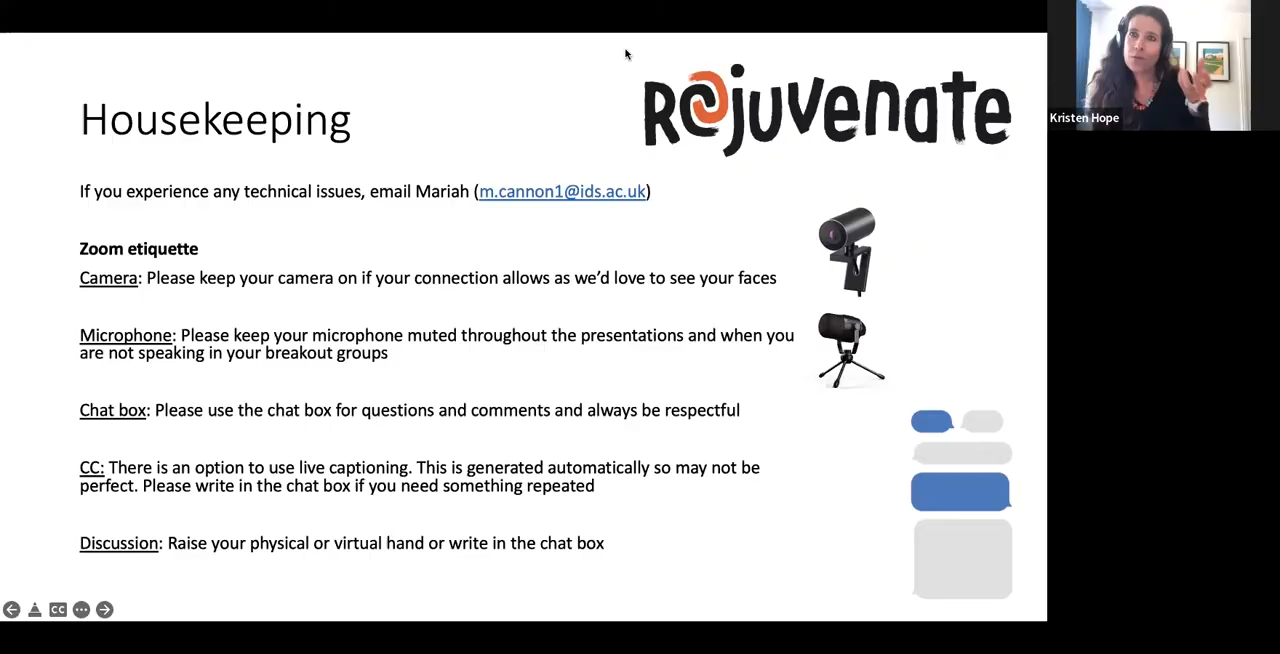 Housekeeping
R@juvenate
If you experience any technical issues, email Mariah (m.cannon1@ids.ac.uk)
Zoom etiquette
Camera: Please keep your camera on if your connection allows as we'd love to see your faces
Microphone: Please keep your microphone muted throughout the presentations and when you
are not speaking in your breakout groups
Chat box: Please use the chat box for questions and comments and always be respectful
CC: There is an option to use live captioning. This is generated automatically so may not be
perfect. Please write in the chat box if you need something repeated
Discussion: Raise your physical or virtual hand or write in the chat box
CC
Kristen Hope